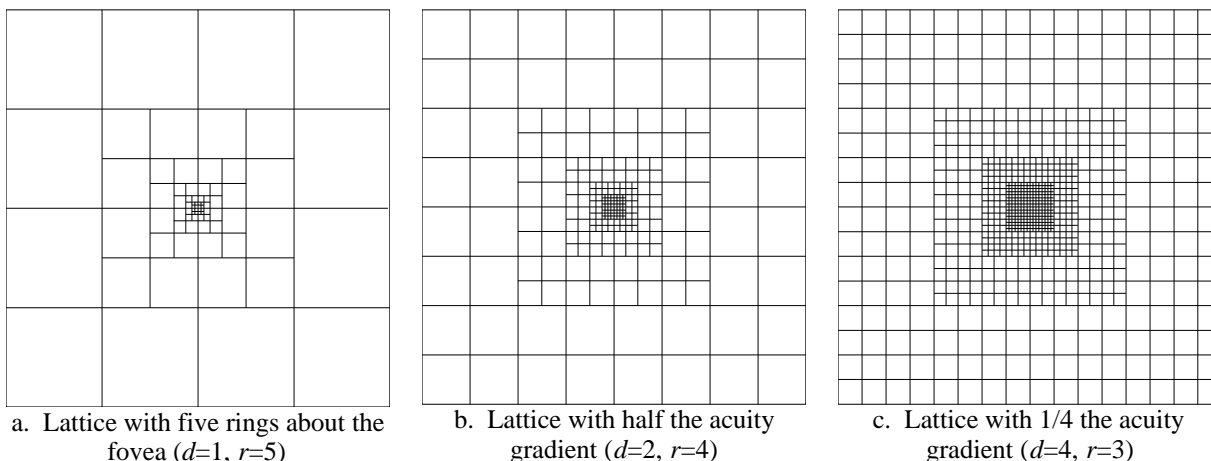 a. Lattice with five rings about the
fovea (d=1, r=5)
b. Lattice with half the acuity
gradient (d=2, r=4)
c. Lattice with 1/4 the acuity
gradient (d=4, r=3)